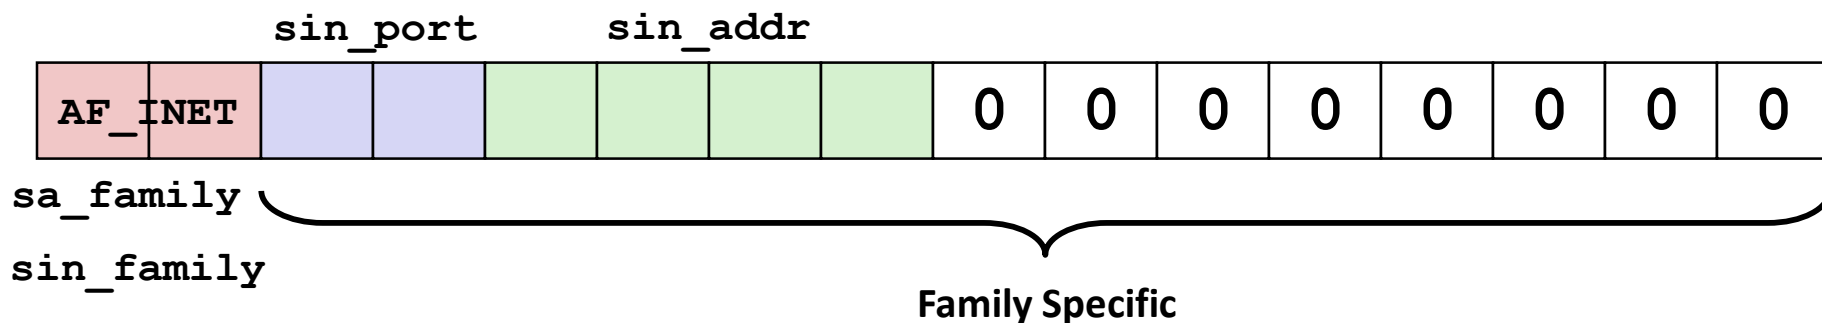 sin_port sin_addr
AF_INET 0 0 0 0 0 0 0 0
sa_family
sin_family
Family Specific